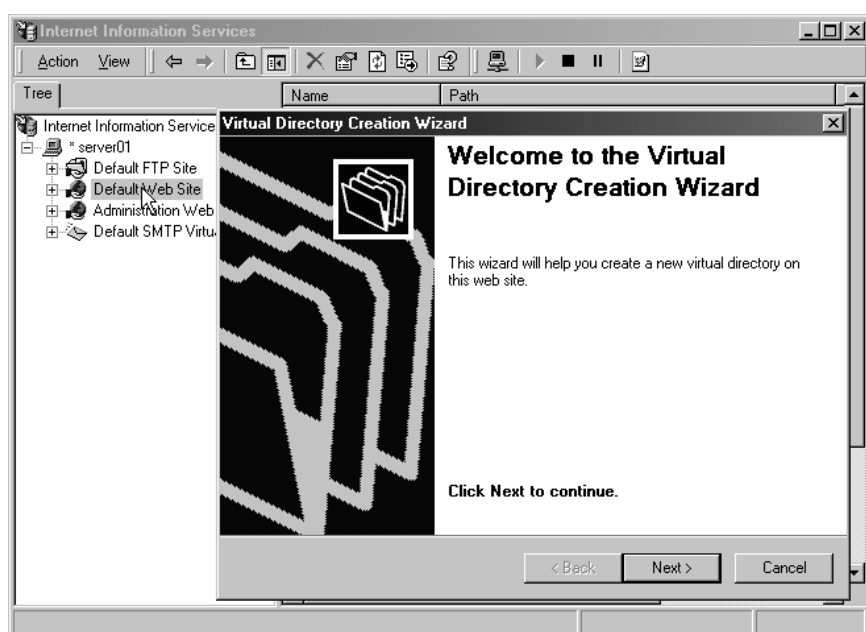 Internet Information Services
Action View
Tree
Name Path
Internet Information Service
* server01
Default FTP Site
Default Web Site
Administration Web
Default SMTP Virtu
Virtual Directory Creation Wizard
Welcome to the Virtual
Directory Creation Wizard
This wizard will help you create a new virtual directory on
this web site.
Click Next to continue.
< Back Next > Cancel